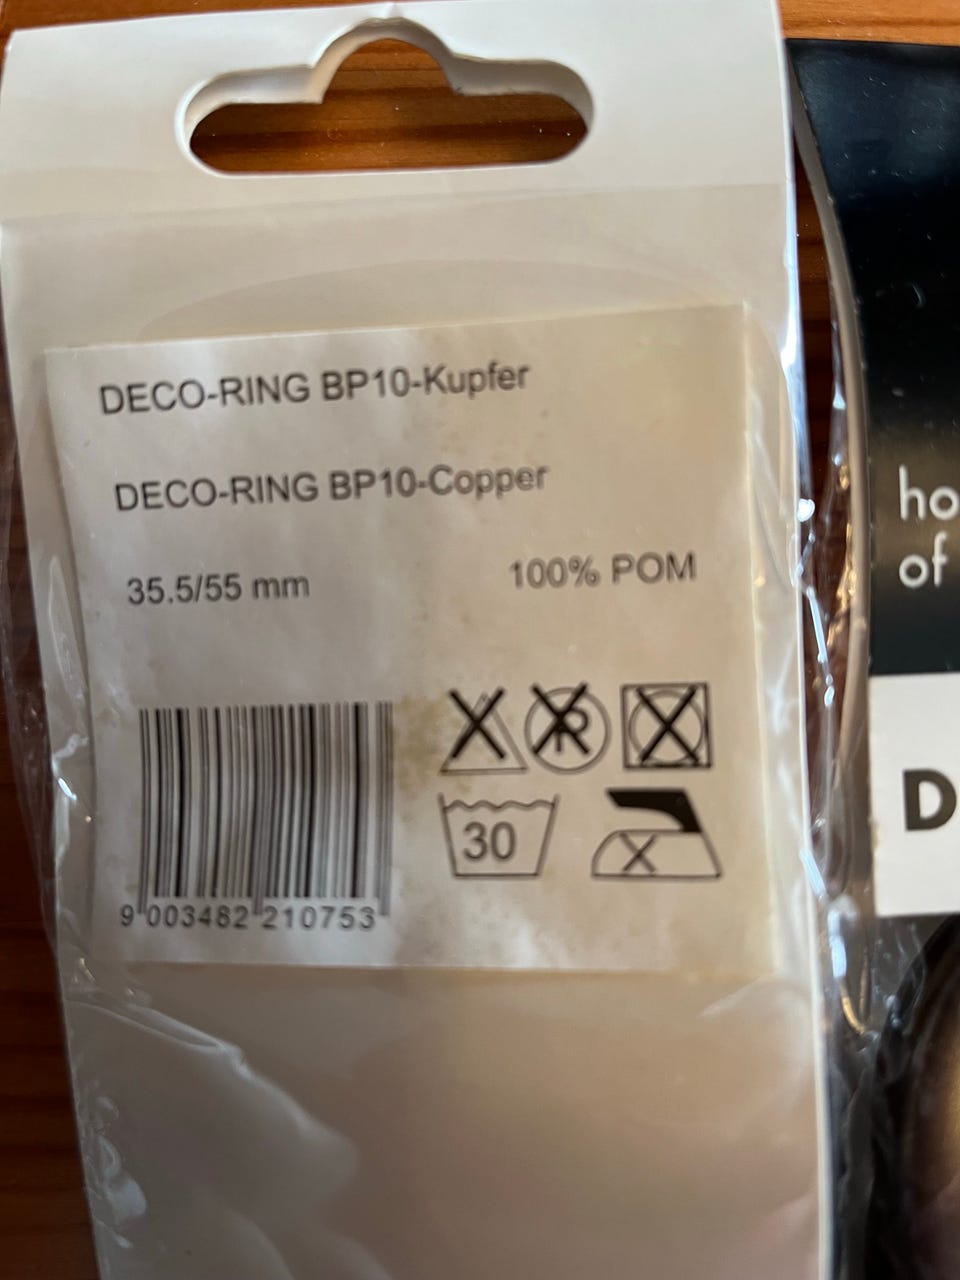 DECO-RING BP10-Kupfer
DECO-RING BP10-Copper
35.5/55 mm 100% POM
30
9 003482 210753
ho
of
D